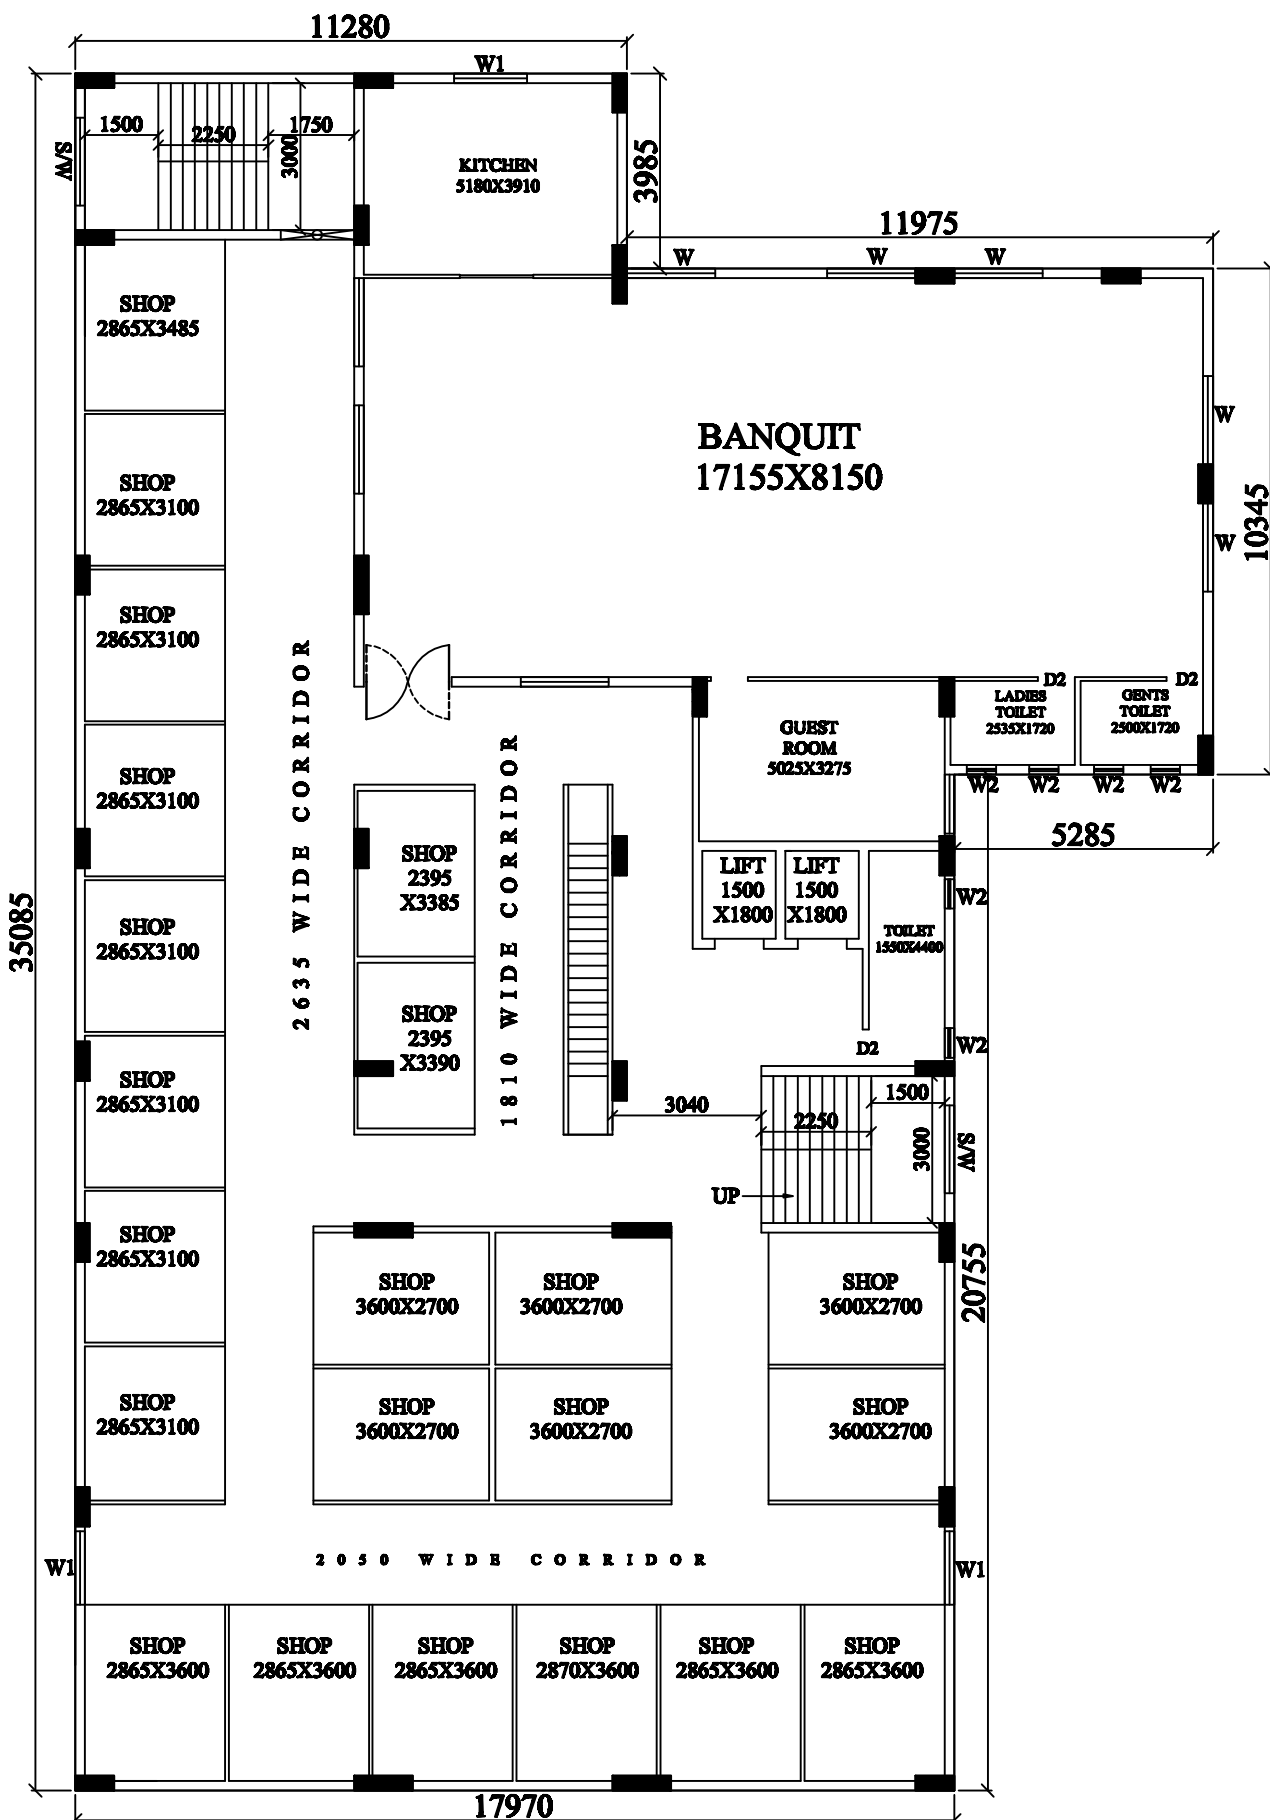 11280
W1
1500
2250
1750
3000
S/W
KITCHEN
5180X3910
3985
11975
W
W
W
SHOP
2865X3485
BANQUIT
17155X8150
W
W
10345
SHOP
2865X3100
SHOP
2865X3100
2635 WIDE CORRIDOR
D2
D2
LADIES
TOILET
2535X1720
GENTS
TOILET
2500X1720
GUEST
ROOM
5025X3275
W2
W2
W2
W2
1810 WIDE CORRIDOR
SHOP
2865X3100
5285
SHOP
2395
X3385
LIFT
1500
X1800
LIFT
1500
X1800
W2
TOILET
1550X4400
35085
SHOP
2865X3100
SHOP
2395
X3390
D2
W2
SHOP
2865X3100
3040
2250
1500
3000
S/W
UP
SHOP
2865X3100
20755
SHOP
3600X2700
SHOP
3600X2700
SHOP
3600X2700
SHOP
2865X3100
SHOP
3600X2700
SHOP
3600X2700
SHOP
3600X2700
W1
2050 WIDE CORRIDOR
W1
SHOP
2865X3600
SHOP
2865X3600
SHOP
2865X3600
SHOP
2870X3600
SHOP
2865X3600
SHOP
2865X3600
17970